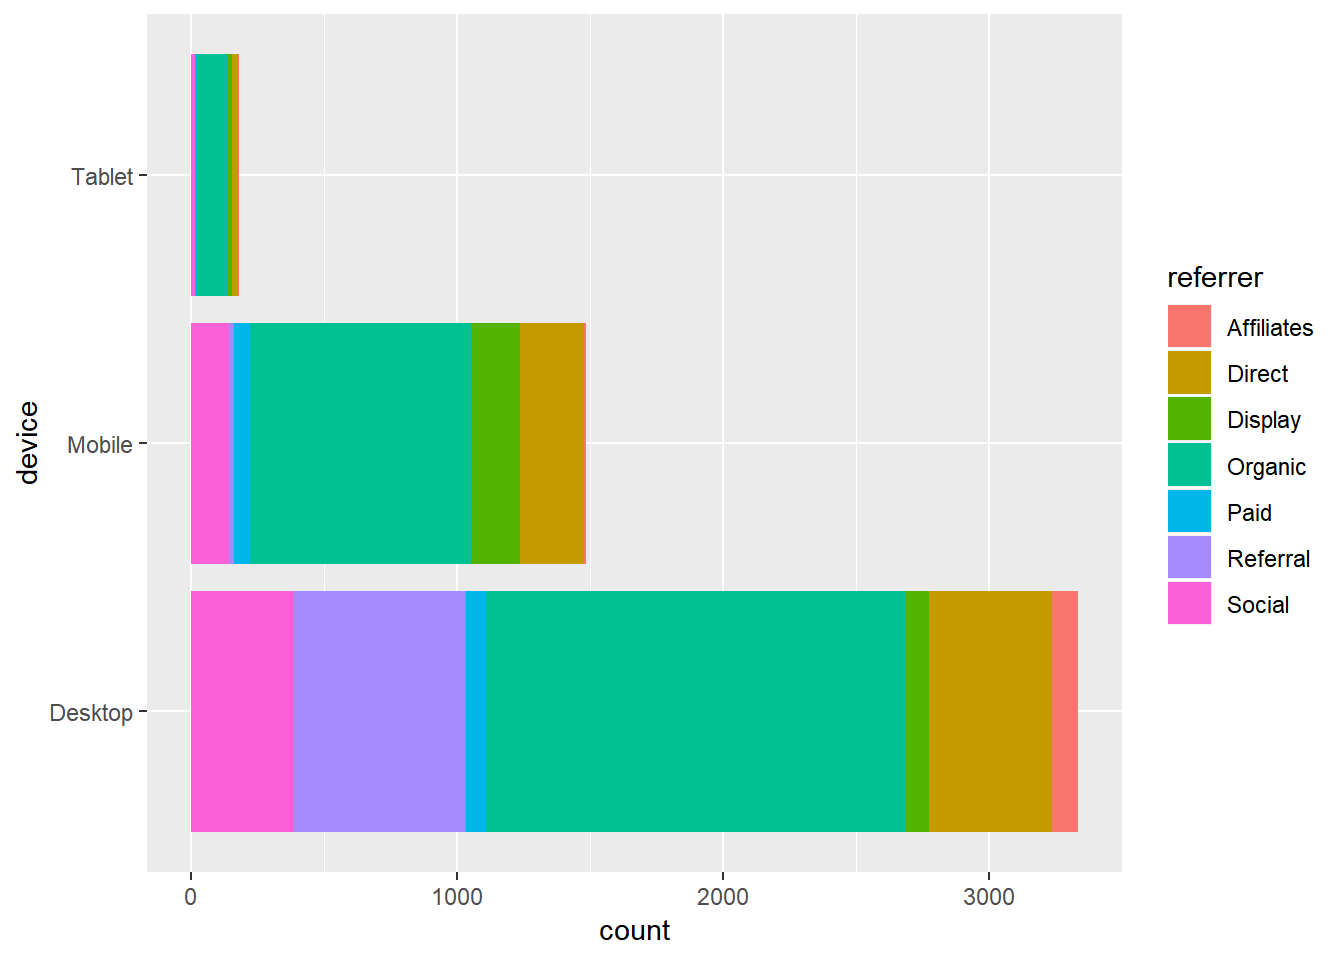 Tablet
Mobile
Desktop
device
0
1000
2000
3000
count
referrer
Affiliates
Direct
Display
Organic
Paid
Referral
Social